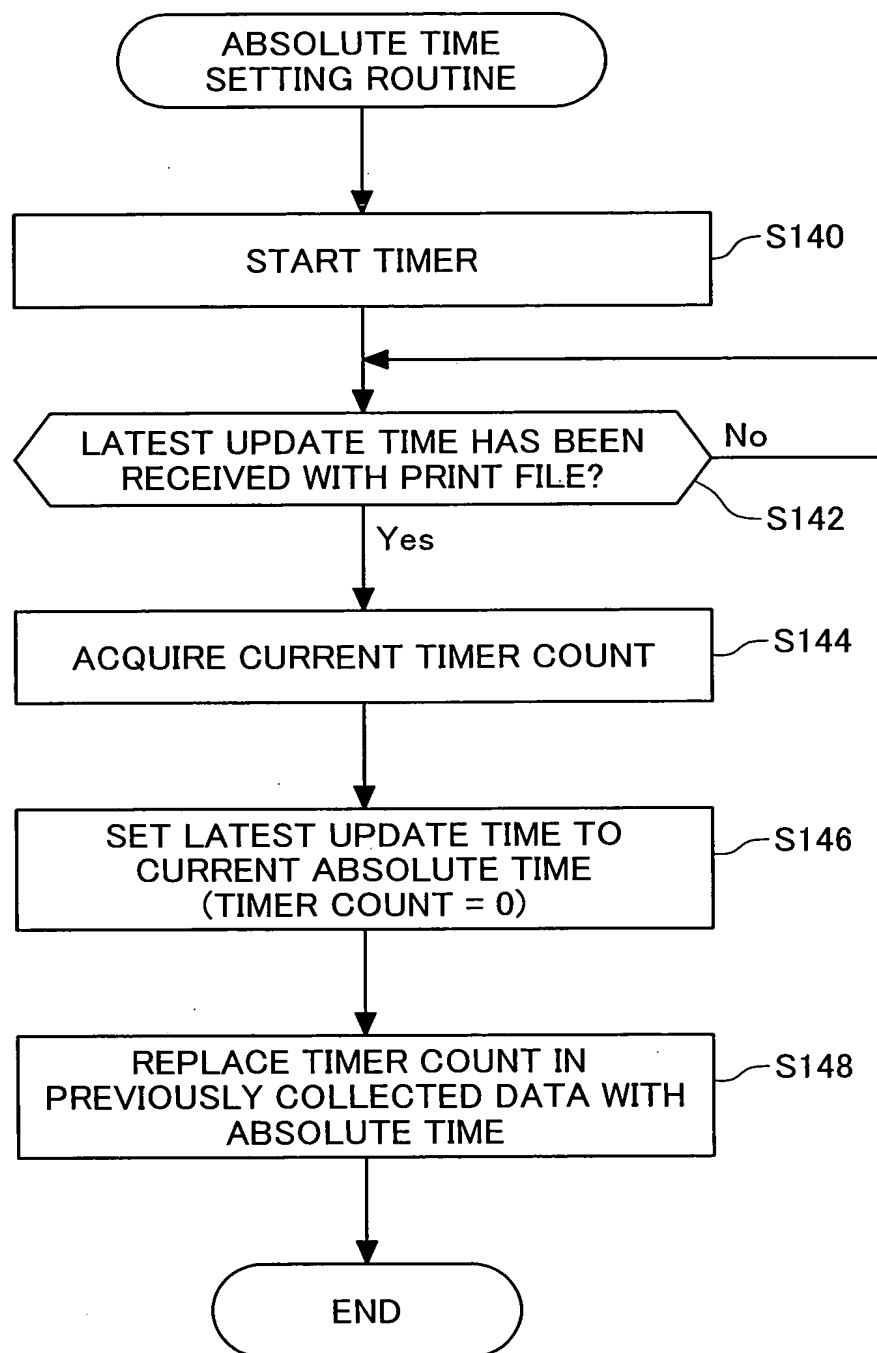 ABSOLUTE TIME
SETTING ROUTINE
START TIMER
S140
LATEST UPDATE TIME HAS BEEN
RECEIVED WITH PRINT FILE?
No
S142
Yes
ACQUIRE CURRENT TIMER COUNT
S144
SET LATEST UPDATE TIME TO
CURRENT ABSOLUTE TIME
(TIMER COUNT = 0)
S146
REPLACE TIMER COUNT IN
PREVIOUSLY COLLECTED DATA WITH
ABSOLUTE TIME
S148
END